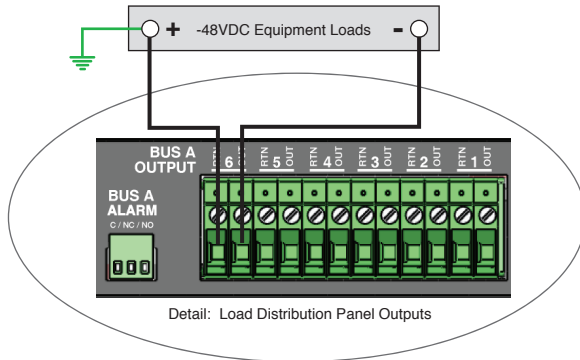 + -48VDC Equipment Loads -
BUS A
OUTPUT
RTN 6 OUT RTN 5 OUT RTN 4 OUT RTN 3 OUT RTN 2 OUT RTN 1 OUT
BUS A
ALARM
C / NC / NO
Detail: Load Distribution Panel Outputs